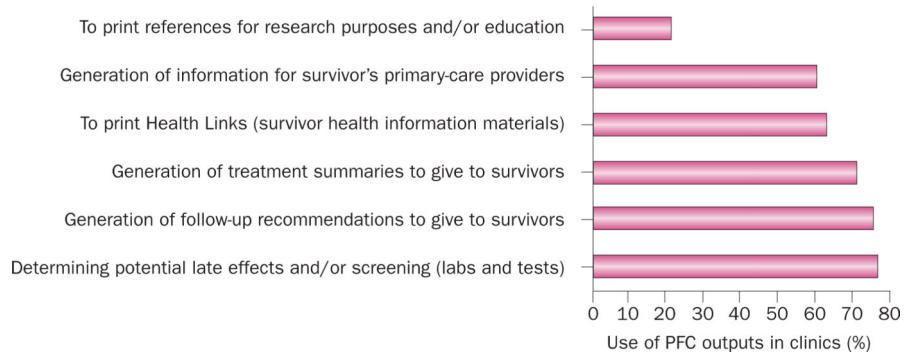 To print references for research purposes and/or education
Generation of information for survivor's primary-care providers
To print Health Links (survivor health information materials)
Generation of treatment summaries to give to survivors
Generation of follow-up recommendations to give to survivors
Determining potential late effects and/or screening (labs and tests)
0 10 20 30 40 50 60 70 80
Use of PFC outputs in clinics (%)